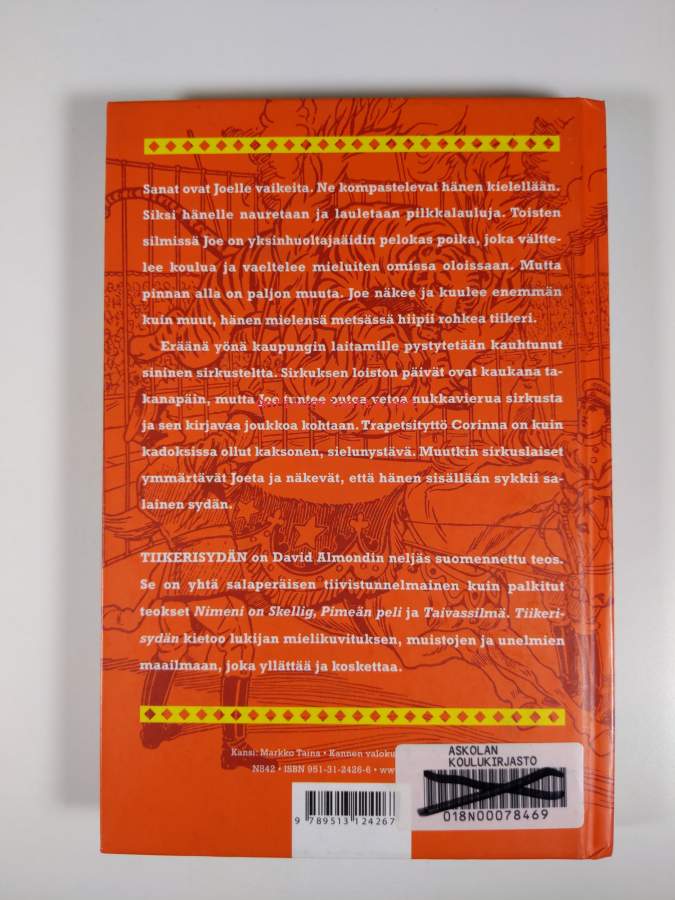 Sanat ovat Joelle vaikeita. Ne kompastelevat hänen kielellään.
Siksi hänelle nauretaan ja lauletaan pilkkalauluja. Toisten
silmissä Joe on yksinhuoltajaäidin pelokas poika, joka vältte-
lee koulua ja vaeltelee mieluiten omissa oloissaan. Mutta
pinnan alla on paljon muuta. Joe näkee ja kuulee enemmän
kuin muut, hänen mielensä metsässä hiipii rohkea tiikeri.
Eräänä yönä kaupungin laitamille pystytetään kauhtunut
sininen sirkusteltta. Sirkuksen loiston päivät ovat kaukana ta-
kanapäin, mutta Joe tuntee outoa vetoa nukkavierua sirkusta
ja sen kirjavaa joukkoa kohtaan. Trapetsityttö Corinna on kuin
kadoksissa ollut kaksonen, sielunystävä. Muutkin sirkuslaiset
ymmärtävät Joeta ja näkevät, että hänen sisällään sykkii sa-
lainen sydän.
TIIKERISYDÄN on David Almondin neljäs suomennettu teos.
Se on yhtä salaperäisen tiivistunnelmainen kuin palkitut
teokset Nimeni on Skellig, Pimeän peli ja Taivassilmä. Tiikeri-
sydän kietoo lukijan mielikuvituksen, muistojen ja unelmien
maailmaan, joka yllättää ja koskettaa.
Kansi: Markko Taina • Kannen valoku
N842 • ISBN 951-31-2426-6 • www
9 789513 124267
ASKOLAN
KOULUKIRJASTO
018N00078469